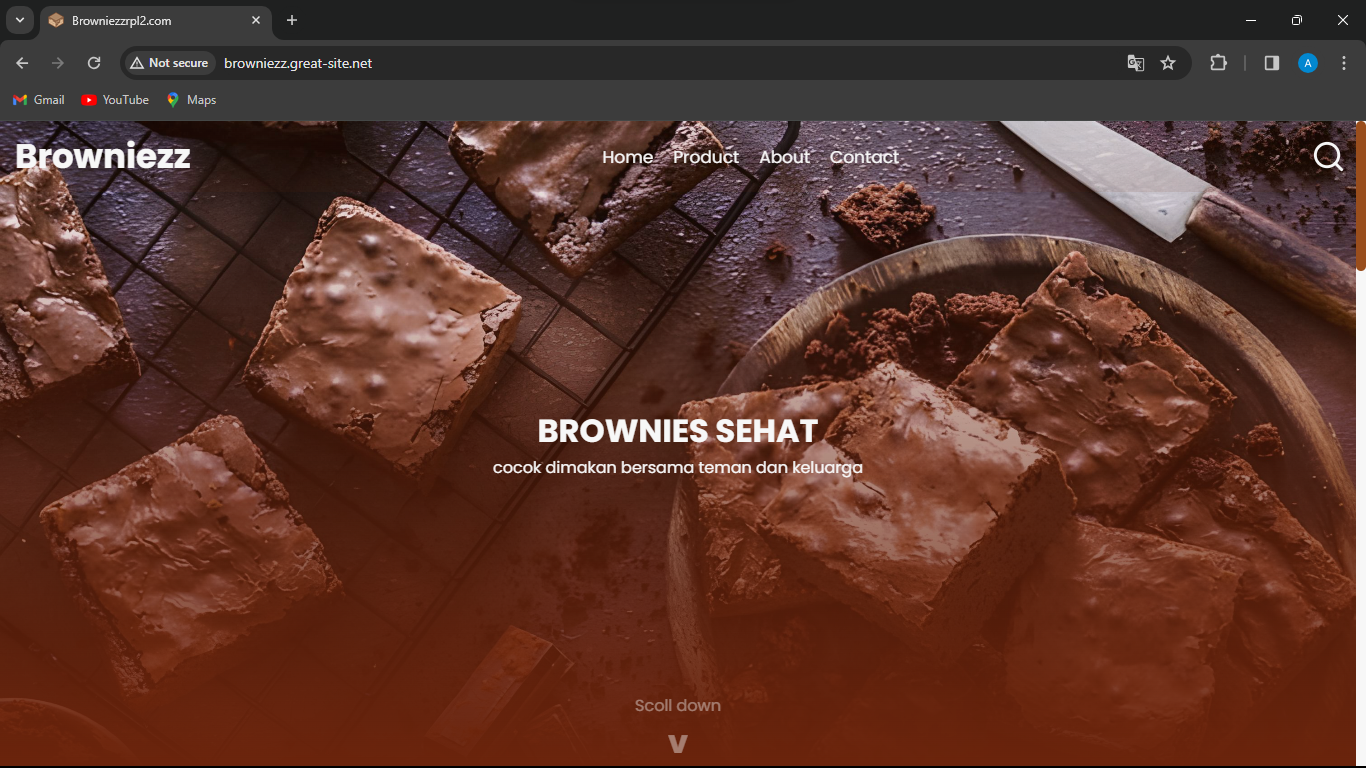 Browniezzrpl2.com
Not secure
browniezz.great-site.net
A
Gmail
YouTube
Maps
Browniezz
Home
Product
About
Contact
BROWNIES SEHAT
cocok dimakan bersama teman dan keluarga
Scoll down
V